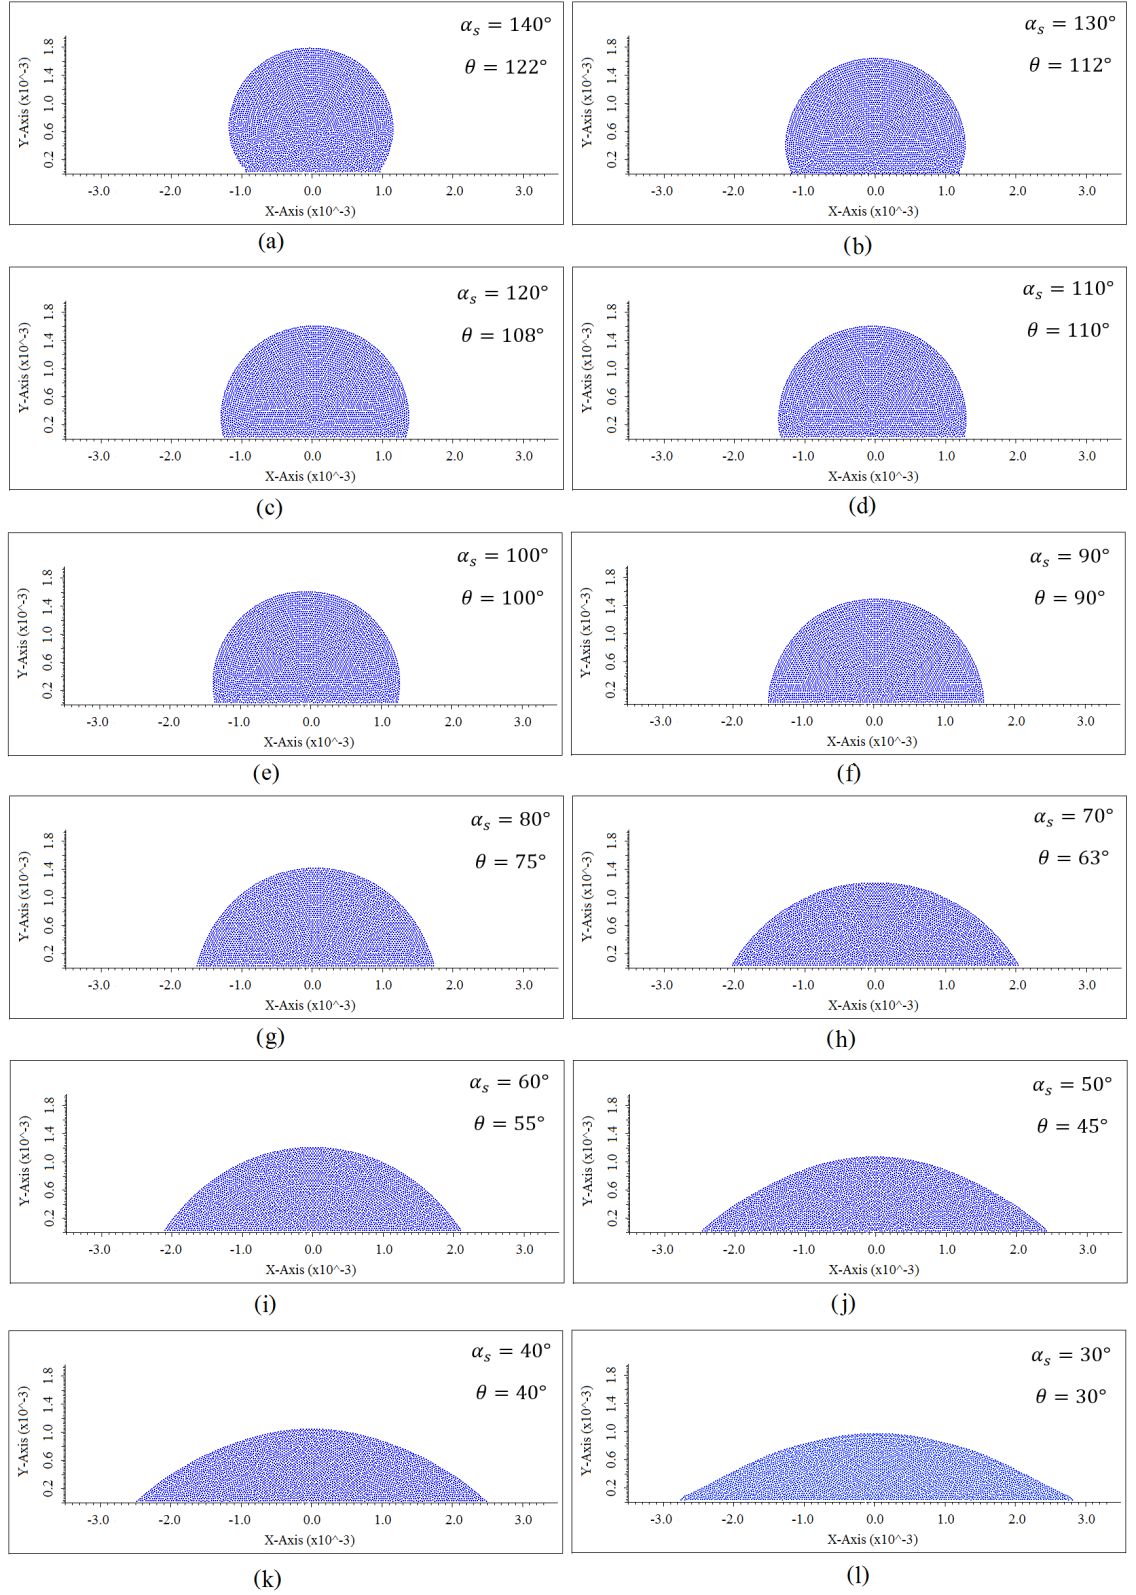 α_s = 140°
θ = 122°
Y-Axis (x10^-3)
1.8
1.4
1.0
0.6
0.2
-3.0 -2.0 -1.0 0.0 1.0 2.0 3.0
X-Axis (x10^-3)
(a)
α_s = 130°
θ = 112°
Y-Axis (x10^-3)
1.8
1.4
1.0
0.6
0.2
-3.0 -2.0 -1.0 0.0 1.0 2.0 3.0
X-Axis (x10^-3)
(b)
α_s = 120°
θ = 108°
Y-Axis (x10^-3)
1.8
1.4
1.0
0.6
0.2
-3.0 -2.0 -1.0 0.0 1.0 2.0 3.0
X-Axis (x10^-3)
(c)
α_s = 110°
θ = 110°
Y-Axis (x10^-3)
1.8
1.4
1.0
0.6
0.2
-3.0 -2.0 -1.0 0.0 1.0 2.0 3.0
X-Axis (x10^-3)
(d)
α_s = 100°
θ = 100°
Y-Axis (x10^-3)
1.8
1.4
1.0
0.6
0.2
-3.0 -2.0 -1.0 0.0 1.0 2.0 3.0
X-Axis (x10^-3)
(e)
α_s = 90°
θ = 90°
Y-Axis (x10^-3)
1.8
1.4
1.0
0.6
0.2
-3.0 -2.0 -1.0 0.0 1.0 2.0 3.0
X-Axis (x10^-3)
(f)
α_s = 80°
θ = 75°
Y-Axis (x10^-3)
1.8
1.4
1.0
0.6
0.2
-3.0 -2.0 -1.0 0.0 1.0 2.0 3.0
X-Axis (x10^-3)
(g)
α_s = 70°
θ = 63°
Y-Axis (x10^-3)
1.8
1.4
1.0
0.6
0.2
-3.0 -2.0 -1.0 0.0 1.0 2.0 3.0
X-Axis (x10^-3)
(h)
α_s = 60°
θ = 55°
Y-Axis (x10^-3)
1.8
1.4
1.0
0.6
0.2
-3.0 -2.0 -1.0 0.0 1.0 2.0 3.0
X-Axis (x10^-3)
(i)
α_s = 50°
θ = 45°
Y-Axis (x10^-3)
1.8
1.4
1.0
0.6
0.2
-3.0 -2.0 -1.0 0.0 1.0 2.0 3.0
X-Axis (x10^-3)
(j)
α_s = 40°
θ = 40°
Y-Axis (x10^-3)
1.8
1.4
1.0
0.6
0.2
-3.0 -2.0 -1.0 0.0 1.0 2.0 3.0
X-Axis (x10^-3)
(k)
α_s = 30°
θ = 30°
Y-Axis (x10^-3)
1.8
1.4
1.0
0.6
0.2
-3.0 -2.0 -1.0 0.0 1.0 2.0 3.0
X-Axis (x10^-3)
(l)